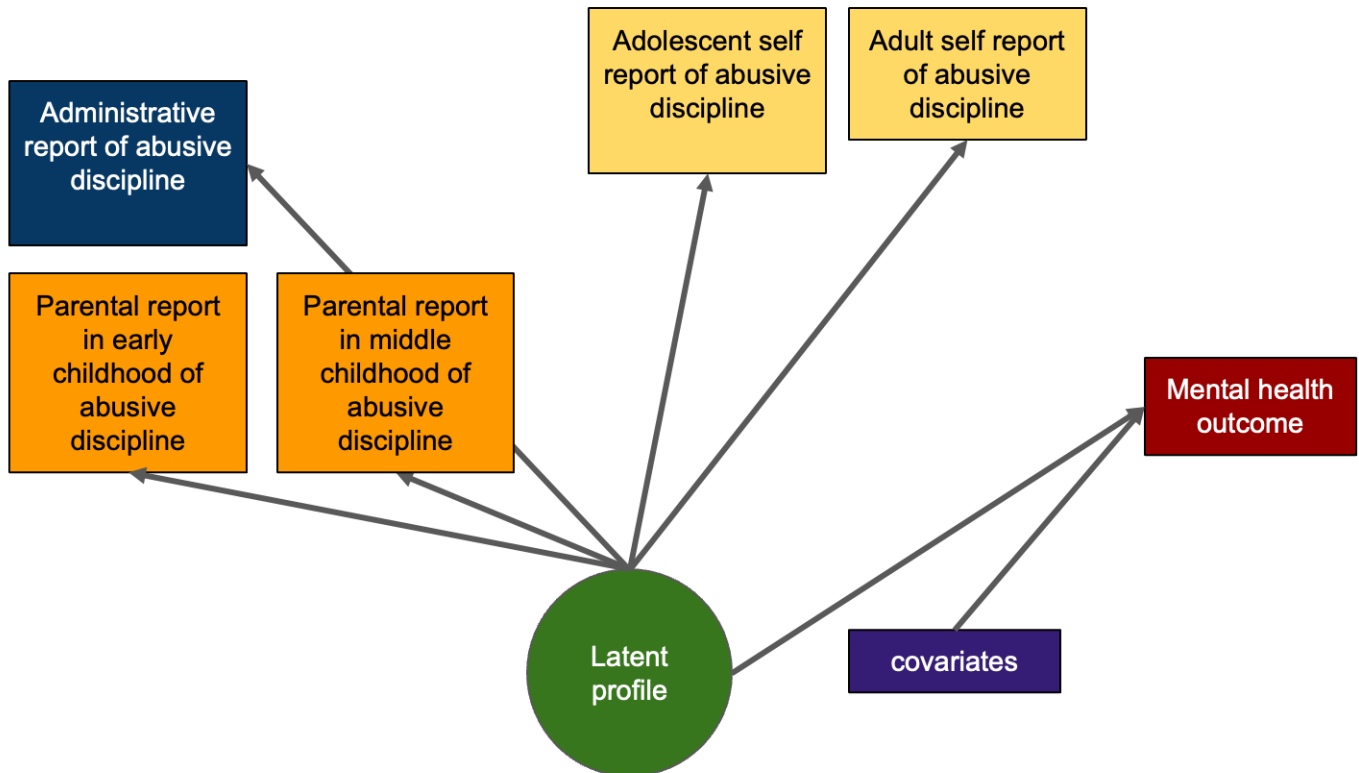 Administrative
report of abusive
discipline
Adolescent self
report of abusive
discipline
Adult self report
of abusive
discipline
Parental report
in early
childhood of
abusive
discipline
Parental report
in middle
childhood of
abusive
discipline
Mental health
outcome
Latent
profile
covariates